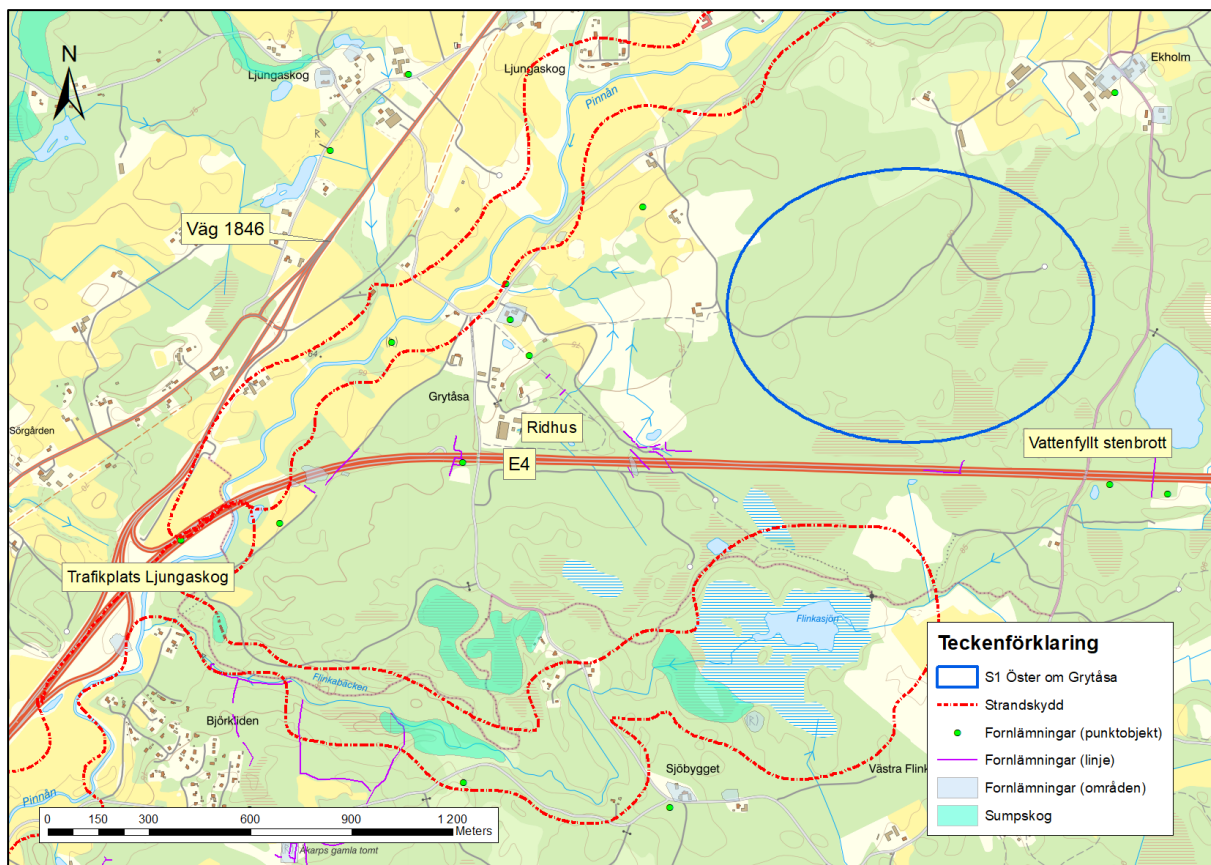 N
Ljungaskog
Ljungaskog
Pinnån
Ekholm
R
Väg 1846
64
Grytåsa
Sörgården
Ridhus
E4
Vattenfyllt stenbrott
Trafikplats Ljungaskog
Flinkasjön
Flinkabäcken
Björkliden
R
Sjöbygget
Västra Flink
Pinnån
Teckenförklaring
S1 Öster om Grytåsa
Strandskydd
Fornlämningar (punktobjekt)
Fornlämningar (linje)
Fornlämningar (områden)
Sumpskog
0 150 300 600 900 1200
Meters
Åkarps gamla tomt